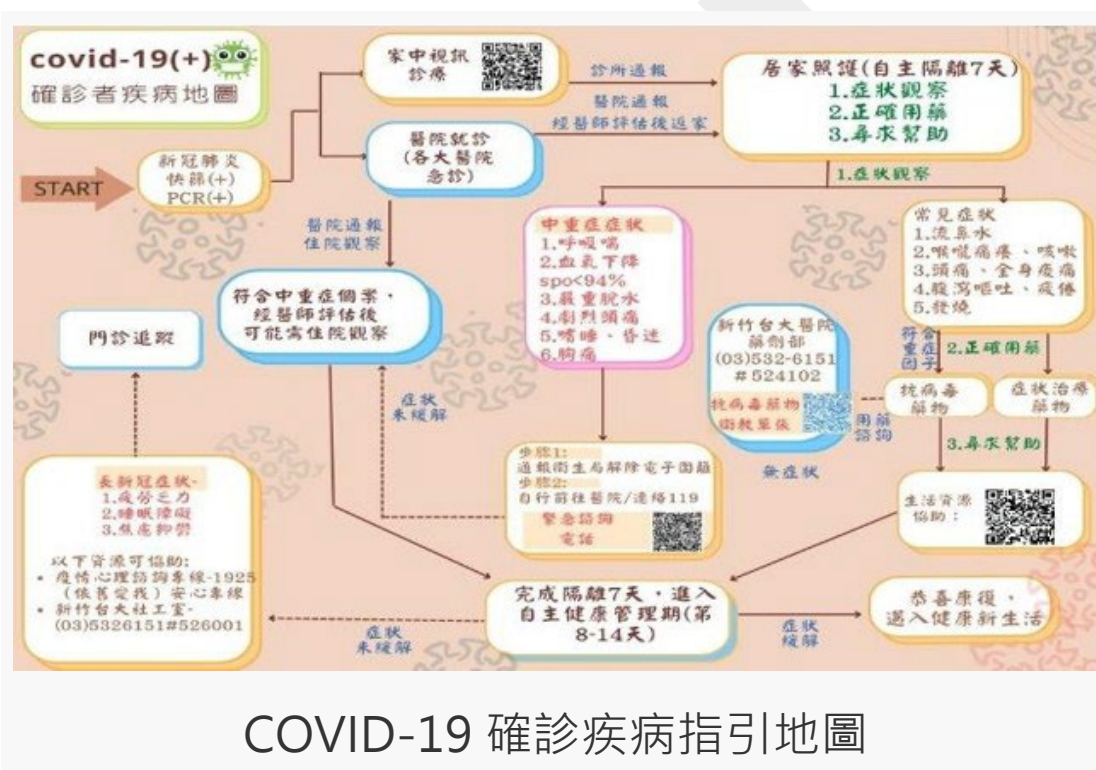 covid-19(+)
確診者疾病地圖
START
新冠肺炎
快篩(+)
PCR(+)
家中視訊
診療
醫院就診
(各大醫院
急診)
診所通報
醫院通報
經醫師評估後返家
居家照護(自主隔離7天)
1.症狀觀察
2.正確用藥
3.尋求幫助
1.症狀觀察
醫院通報
住院觀察
符合中重症個案，
經醫師評估後
可能需住院觀察
中重症症狀
1.呼吸喘
2.血氧下降
spo<94%
3.嚴重脫水
4.劇烈頭痛
5.嗜睡、昏迷
6.胸痛
常見症狀
1.流鼻水
2.喉嚨痛癢、咳嗽
3.頭痛、全身痠痛
4.腹瀉嘔吐、疲倦
5.發燒
符合
重症
因子
2.正確用藥
抗病毒
藥物
症狀治療
藥物
新竹台大醫院
藥劑部
(03)532-6151
#524102
抗病毒藥物
衛教單張
用藥
諮詢
3.尋求幫助
無症狀
生活資源
協助：
門診追蹤
症狀
未緩解
步驟1:
通報衛生局解除電子圍籬
步驟2:
自行前往醫院/連絡119
緊急諮詢
電話
長新冠症狀-
1.疲勞乏力
2.睡眠障礙
3.焦慮抑鬱
以下資源可協助:
• 疫情心理諮詢專線-1925
（依舊愛我）安心專線
• 新竹台大社工室-
(03)5326151#526001
症狀
未緩解
完成隔離7天，進入
自主健康管理期(第
8-14天)
症狀
緩解
恭喜康復，
邁入健康新生活
COVID-19 確診疾病指引地圖